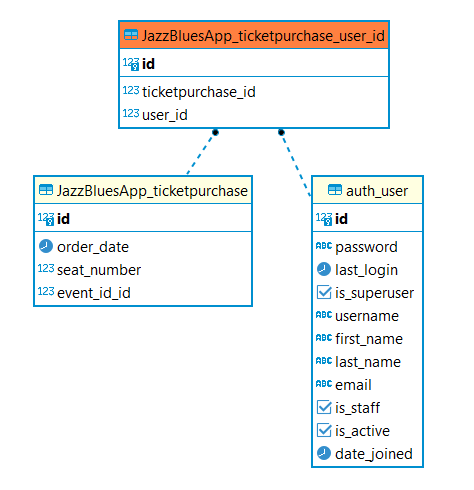 JazzBluesApp_ticketpurchase_user_id
123 id
123 ticketpurchase_id
123 user_id
JazzBluesApp_ticketpurchase
123 id
order_date
123 seat_number
123 event_id_id
auth_user
123 id
ABC password
last_login
is_superuser
ABC username
ABC first_name
ABC last_name
ABC email
is_staff
is_active
date_joined